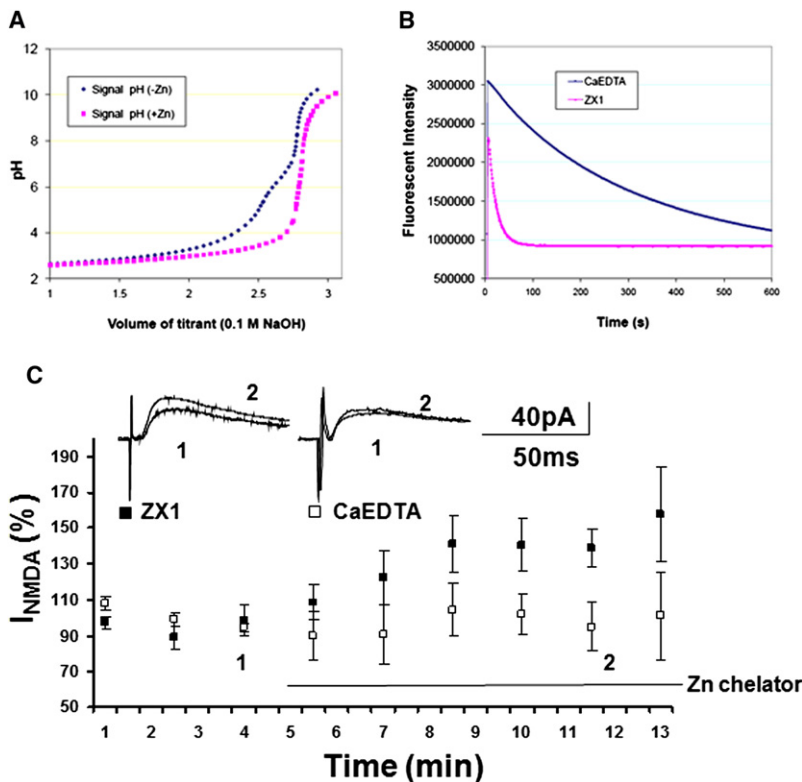 A
12
10
8
6
4
2
pH
Signal pH (-Zn)
Signal pH (+Zn)
1
1.5
2
2.5
3
Volume of titrant (0.1 M NaOH)
B
3500000
3000000
2500000
2000000
1500000
1000000
500000
Fluorescent Intensity
CaEDTA
ZX1
0
100
200
300
400
500
600
Time (s)
C
2
1
2
1
40pA
50ms
ZX1
CaEDTA
190
170
150
130
110
90
70
50
I NMDA (%)
1
2
Zn chelator
1 2 3 4 5 6 7 8 9 10 11 12 13
Time (min)